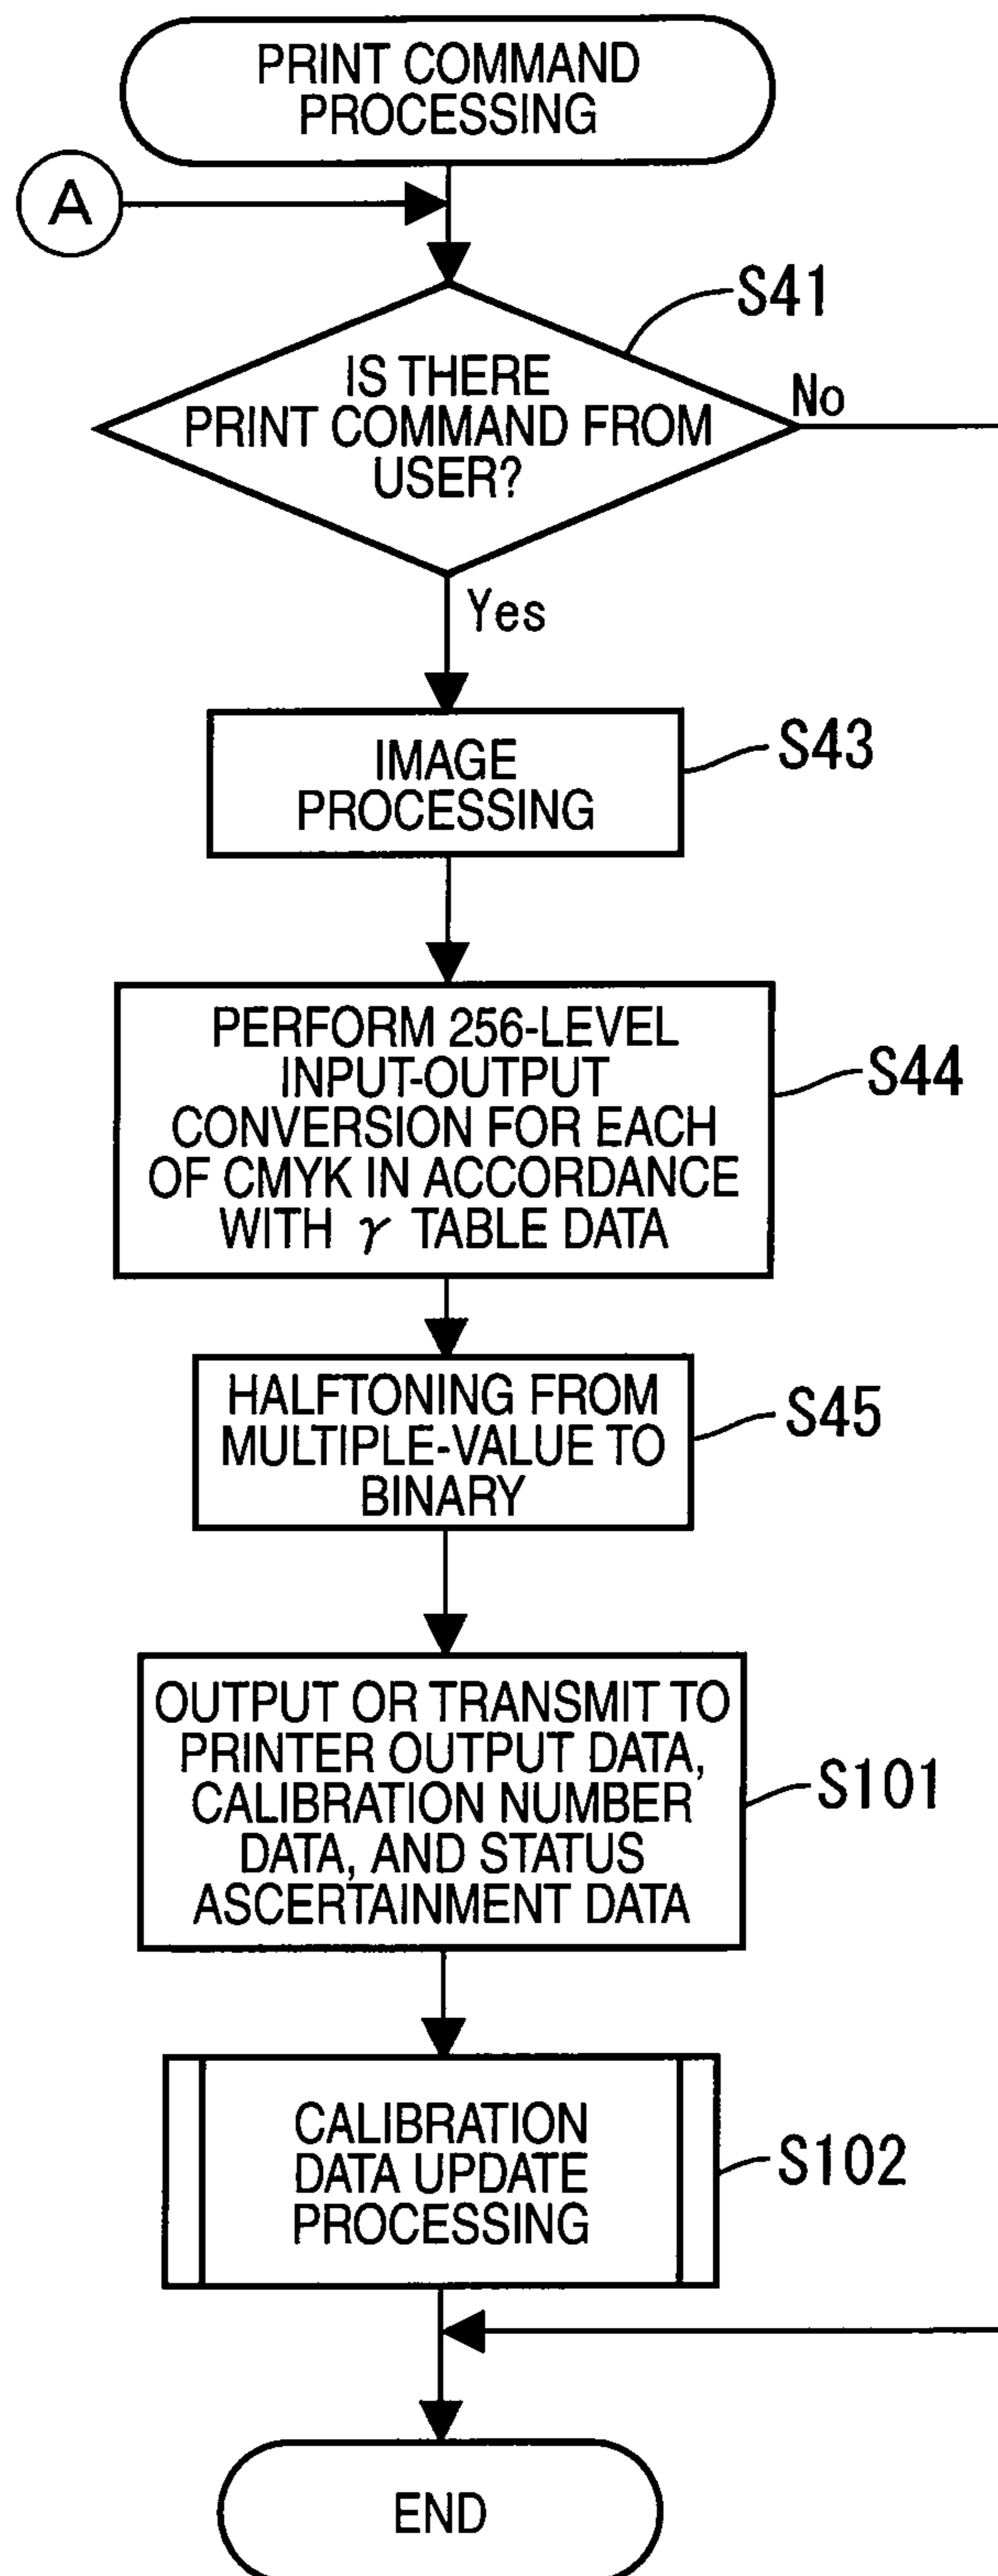 PRINT COMMAND
PROCESSING
A
S41
IS THERE
PRINT COMMAND FROM
USER?
No
Yes
IMAGE
PROCESSING
S43
PERFORM 256-LEVEL
INPUT-OUTPUT
CONVERSION FOR EACH
OF CMYK IN ACCORDANCE
WITH γ TABLE DATA
S44
HALFTONING FROM
MULTIPLE-VALUE TO
BINARY
S45
OUTPUT OR TRANSMIT TO
PRINTER OUTPUT DATA,
CALIBRATION NUMBER
DATA, AND STATUS
ASCERTAINMENT DATA
S101
CALIBRATION
DATA UPDATE
PROCESSING
S102
END